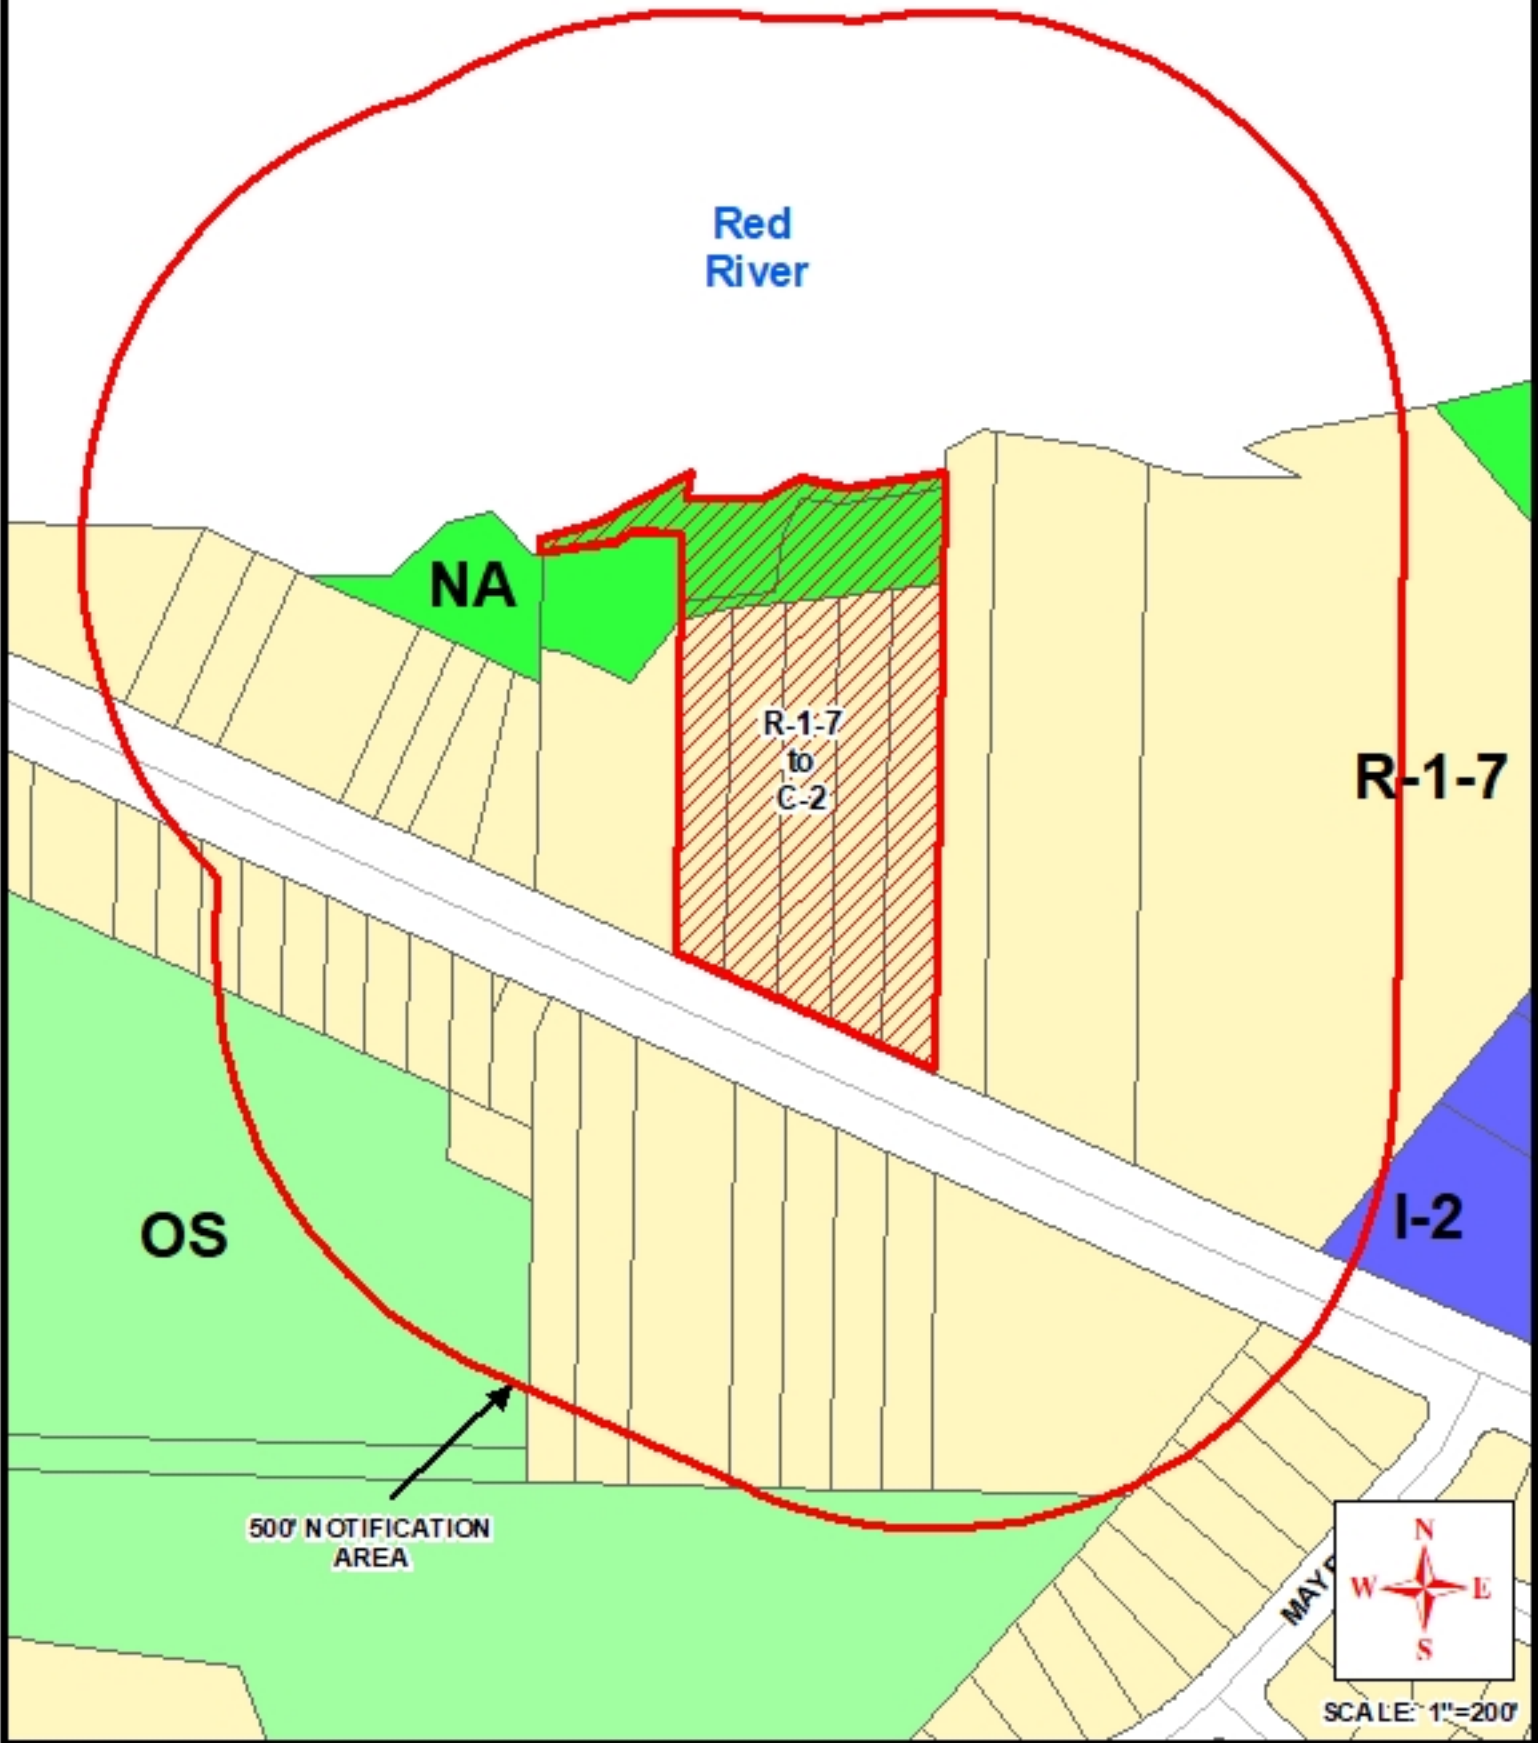 Red
River
NA
R-1-7
to
C-2
R-1-7
I-2
OS
500' NOTIFICATION
AREA
N
W E
S
SCALE: 1"=200'